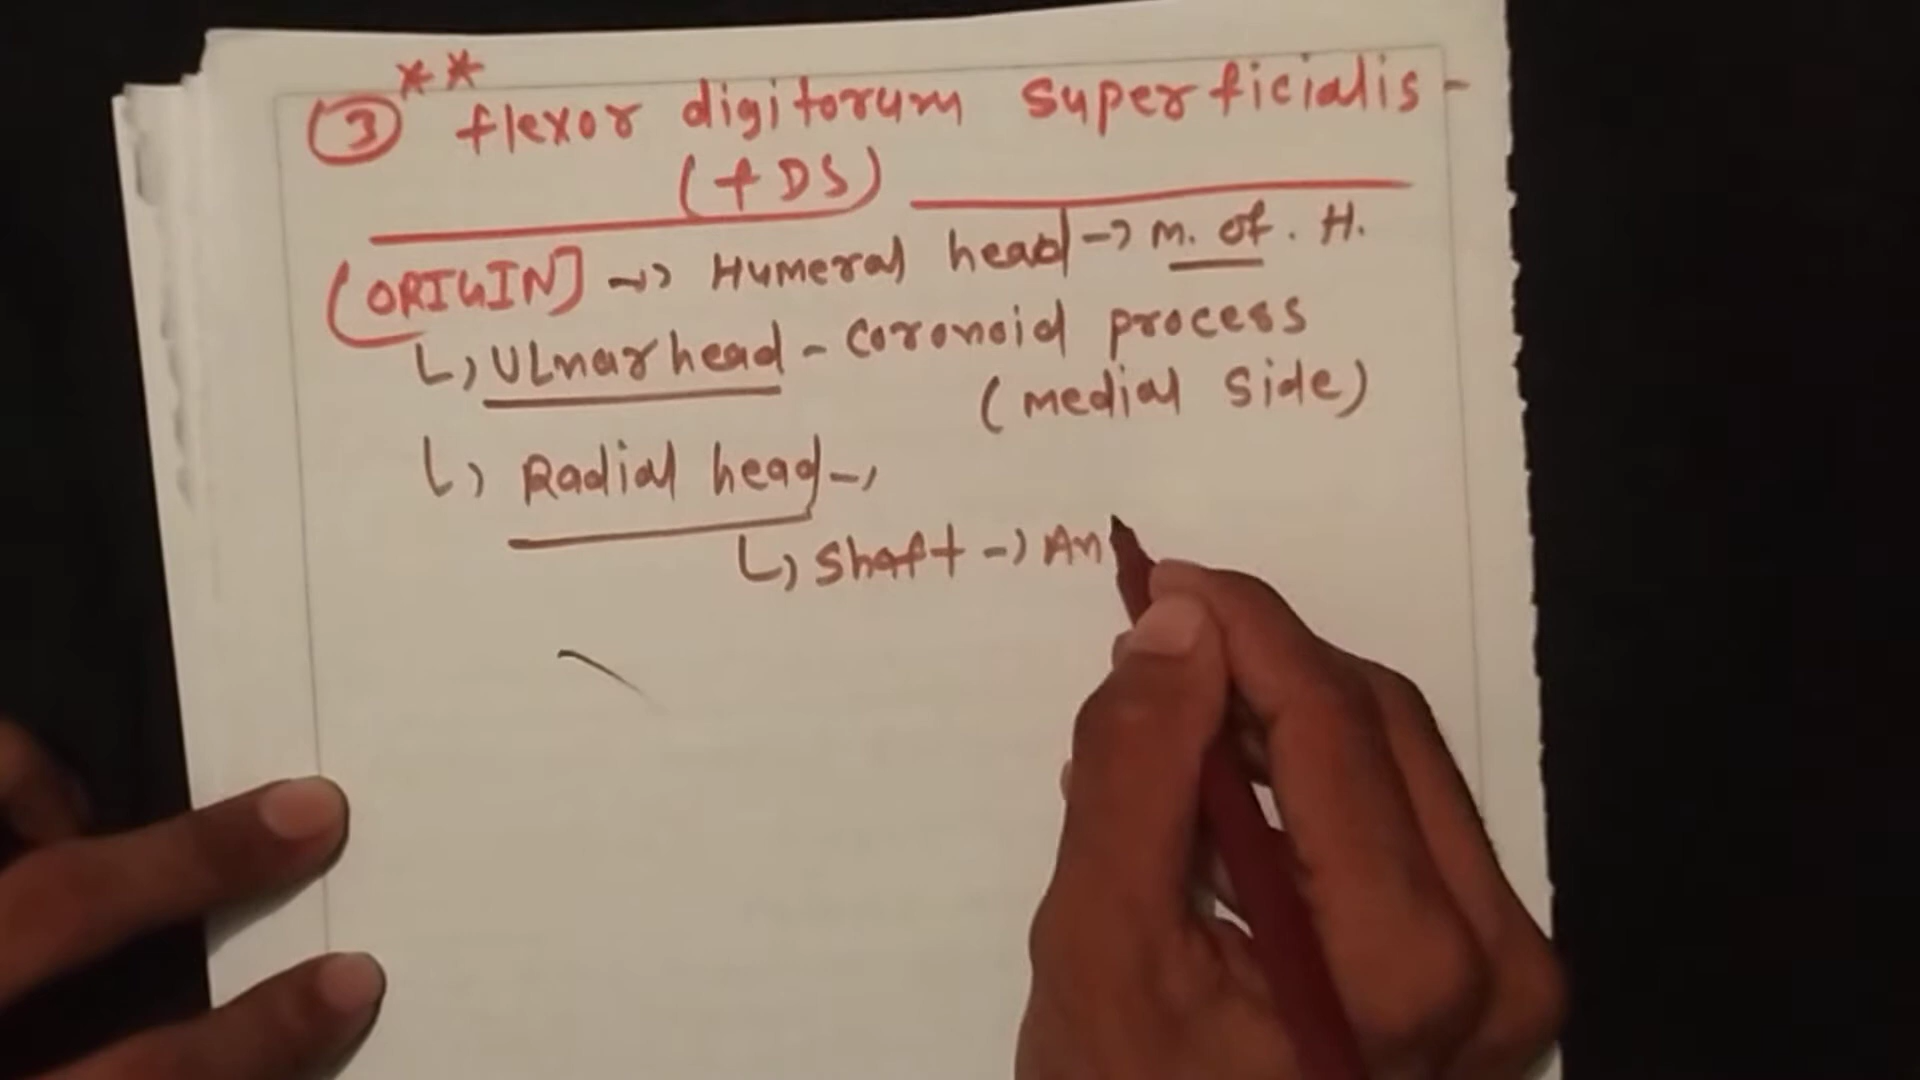 ③ ** flexor digitorum superficialis -
(fDS)
[ORIGIN] → Humeral head → M. of. H.
↳ Ulnar head - coronoid process
(medial side)
↳ Radial head →
↳ shaft → An